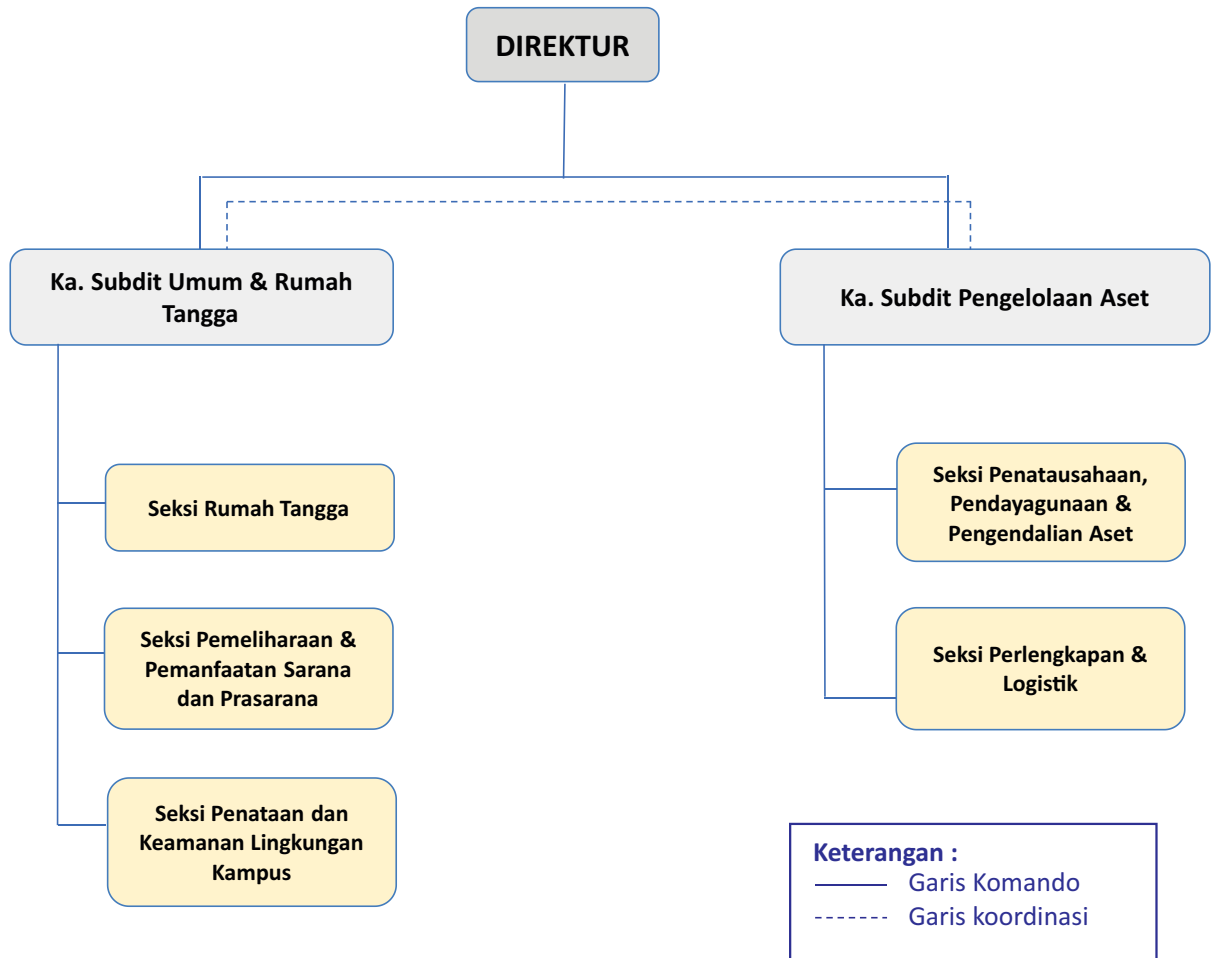 DIREKTUR
Ka. Subdit Umum & Rumah
Tangga
Ka. Subdit Pengelolaan Aset
Seksi Rumah Tangga
Seksi Pemeliharaan &
Pemanfaatan Sarana
dan Prasarana
Seksi Penataan dan
Keamanan Lingkungan
Kampus
Seksi Penatausahaan,
Pendayagunaan &
Pengendalian Aset
Seksi Perlengkapan &
Logistik
Keterangan :
Garis Komando
Garis koordinasi